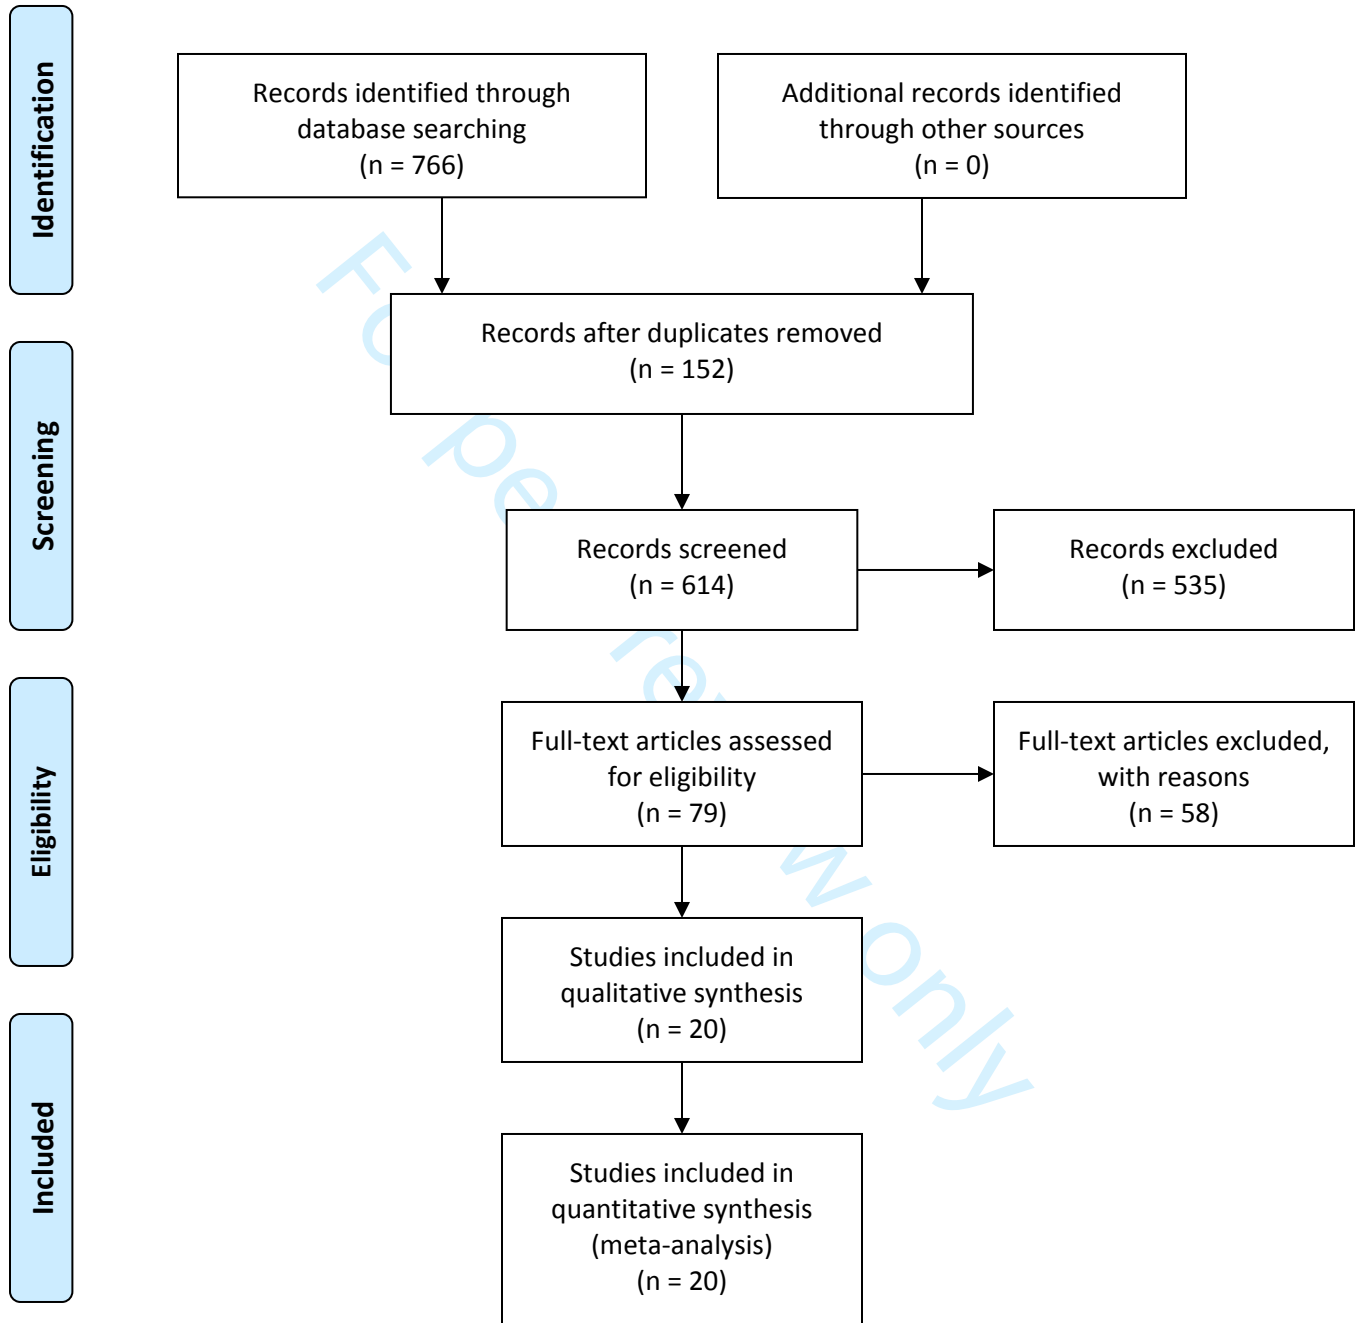 Identification
Records identified through
database searching
(n = 766)
Additional records identified
through other sources
(n = 0)
Records after duplicates removed
(n = 152)
Screening
Records screened
(n = 614)
Records excluded
(n = 535)
Eligibility
Full-text articles assessed
for eligibility
(n = 79)
Full-text articles excluded,
with reasons
(n = 58)
Studies included in
qualitative synthesis
(n = 20)
Included
Studies included in
quantitative synthesis
(meta-analysis)
(n = 20)
For peer review only